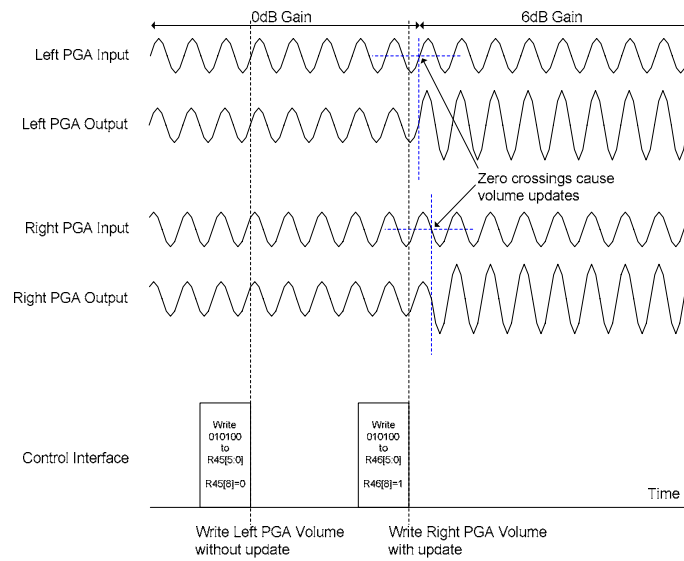 0dB Gain
6dB Gain
Left PGA Input
Left PGA Output
Zero crossings cause
volume updates
Right PGA Input
Right PGA Output
Control Interface
Write
010100
to
R45[5:0]
R45[8]=0
Write
010100
to
R46[5:0]
R46[8]=1
Time
Write Left PGA Volume
without update
Write Right PGA Volume
with update